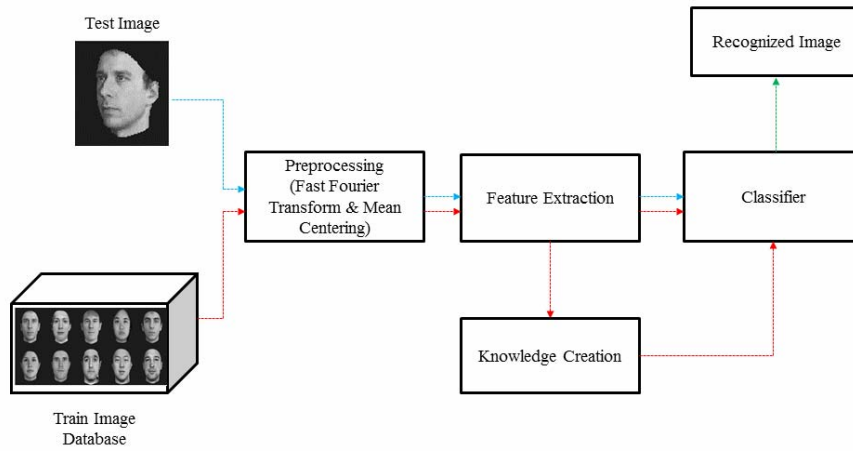 Test Image
Recognized Image
Preprocessing
(Fast Fourier
Transform & Mean
Centering)
Feature Extraction
Classifier
Knowledge Creation
Train Image
Database